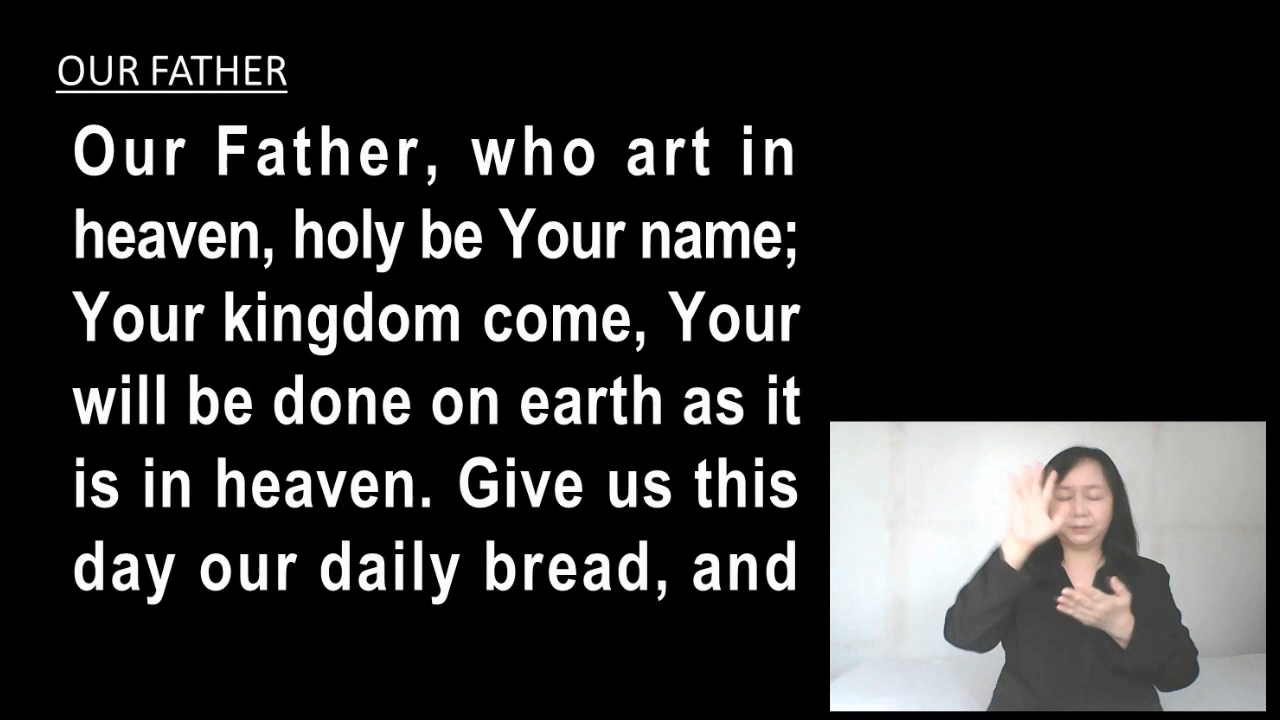 OUR FATHER
Our Father, who art in
heaven, holy be Your name;
Your kingdom come, Your
will be done on earth as it
is in heaven. Give us this
day our daily bread, and